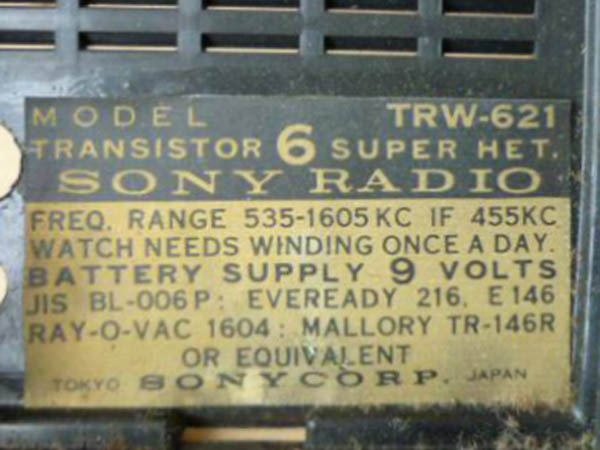 MODEL TRW-621
TRANSISTOR 6 SUPER HET.
SONY RADIO
FREQ. RANGE 535-1605 KC IF 455KC
WATCH NEEDS WINDING ONCE A DAY.
BATTERY SUPPLY 9 VOLTS
JIS BL-006P: EVEREADY 216, E146
RAY-O-VAC 1604: MALLORY TR-146R
OR EQUIVALENT
TOKYO SONY CORP. JAPAN